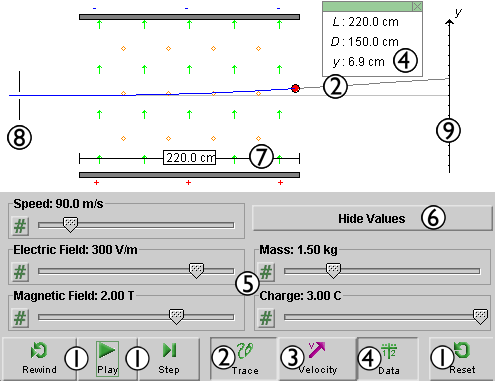 - - -
y
L : 220.0 cm
D : 150.0 cm
y : 6.9 cm ④
②
⑧
⑨
220.0 cm ⑦
+ + +
Speed: 90.0 m/s
#
Hide Values ⑥
Electric Field: 300 V/m
#
Mass: 1.50 kg
#
⑤
Magnetic Field: 2.00 T
#
Charge: 3.00 C
#
① ① ② ③ ④ ①
Rewind Play Step Trace Velocity Data Reset